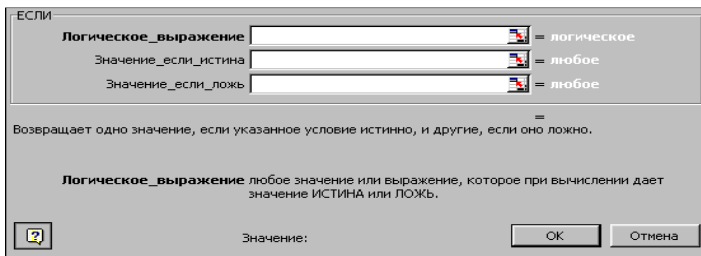 ЕСЛИ
Логическое_выражение = логическое
Значение_если_истина = любое
Значение_если_ложь = любое
=
Возвращает одно значение, если указанное условие истинно, и другие, если оно ложно.
Логическое_выражение любое значение или выражение, которое при вычислении дает
значение ИСТИНА или ЛОЖЬ.
? Значение: OK Отмена